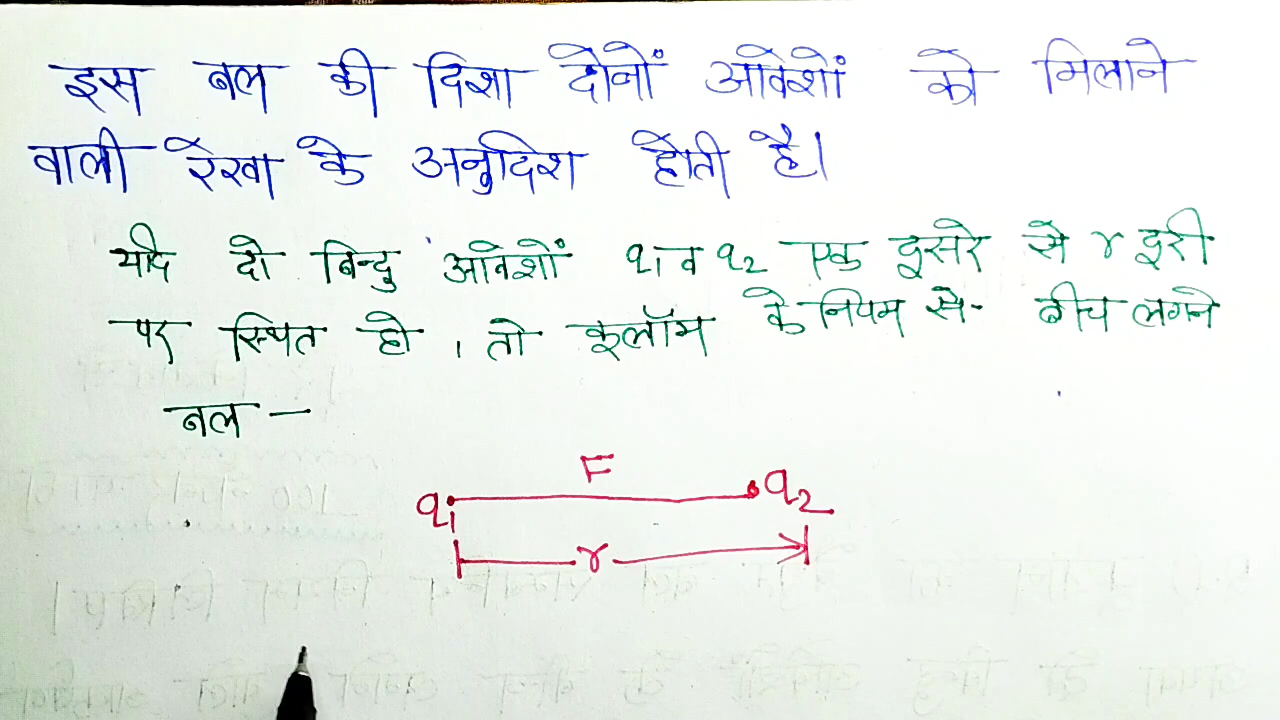 इस बल की दिशा दोनों आवेशों को मिलाने
वाली रेखा के अनुदिश होती है।
यदि दो बिन्दु आवेशों q1 व q2 एक दूसरे से r दूरी
पर स्थित हो, तो कूलॉम के नियम से- बीच लगने
बल –
F
q1 q2
r